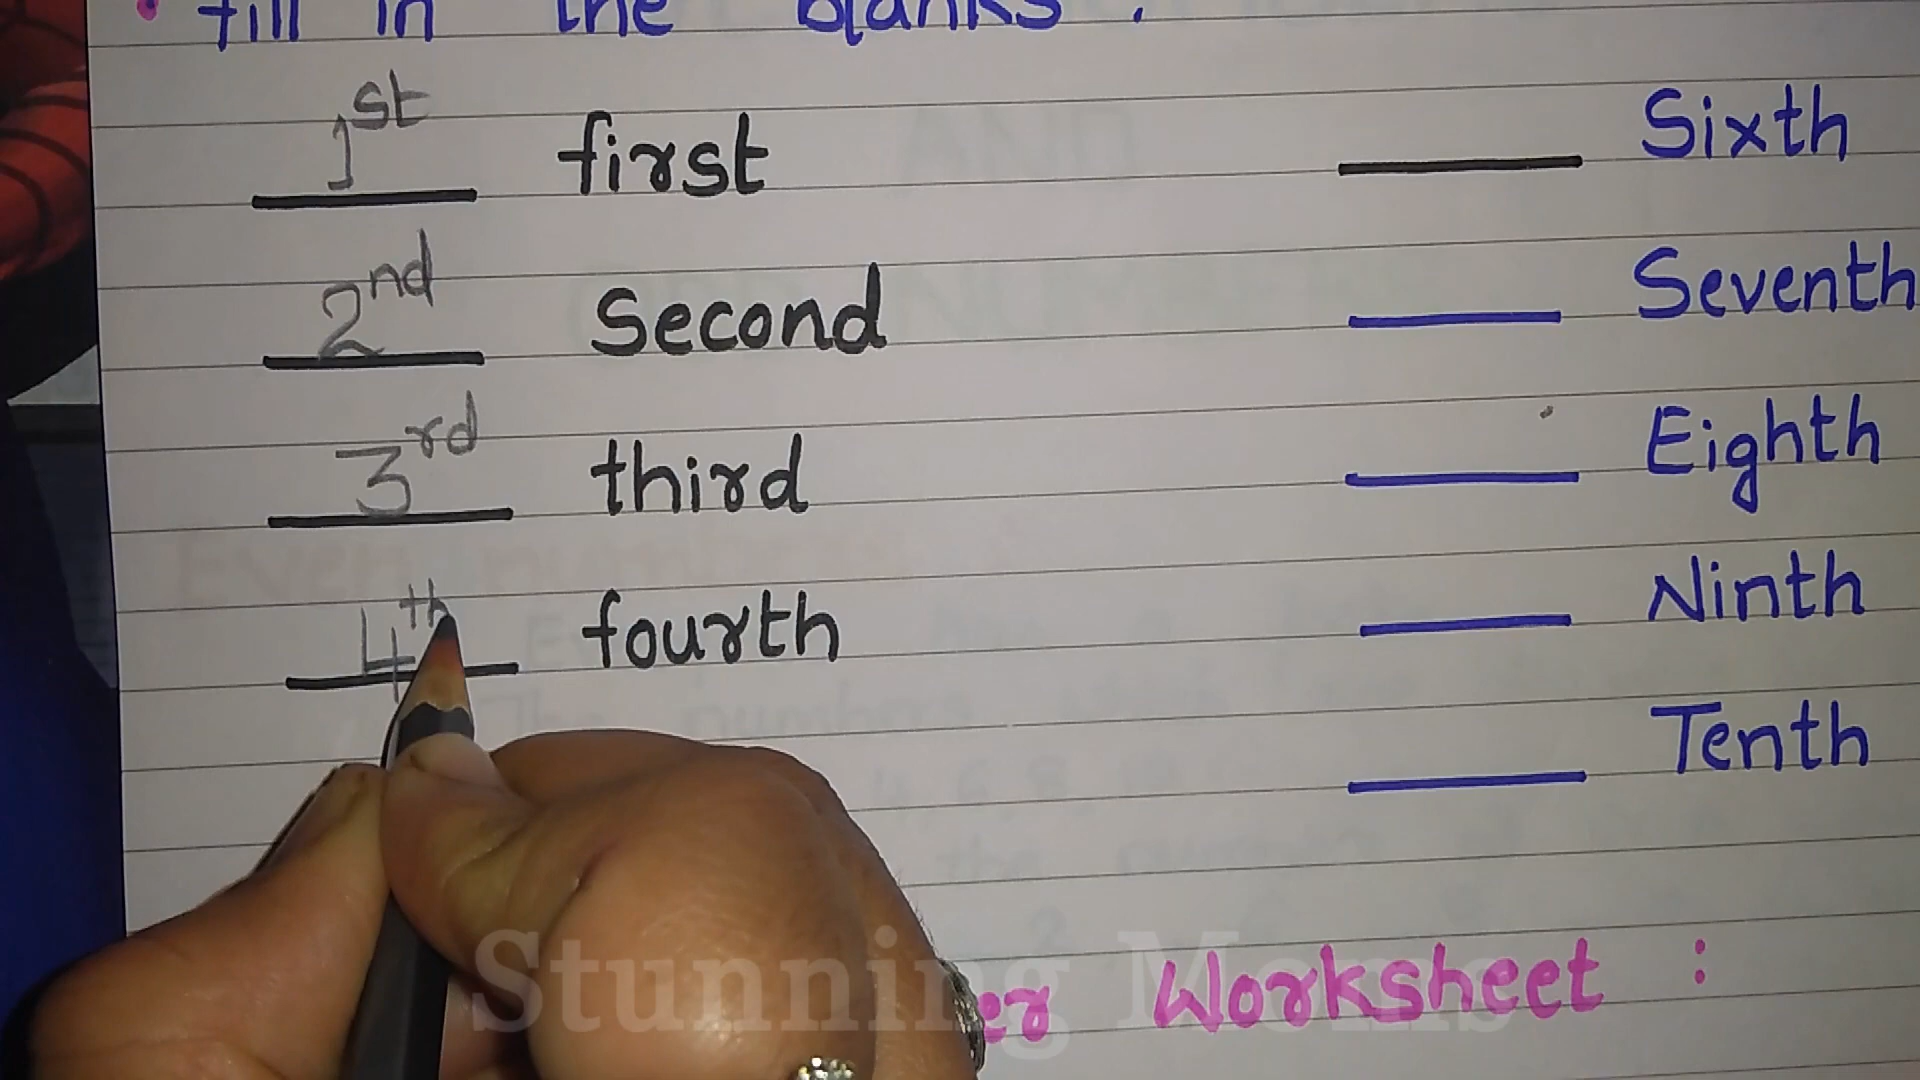 fill in the blanks :
1st first
2nd Second
3rd third
4th fourth
Sixth
Seventh
Eighth
Ninth
Tenth
Worksheet :
Stunning Moms